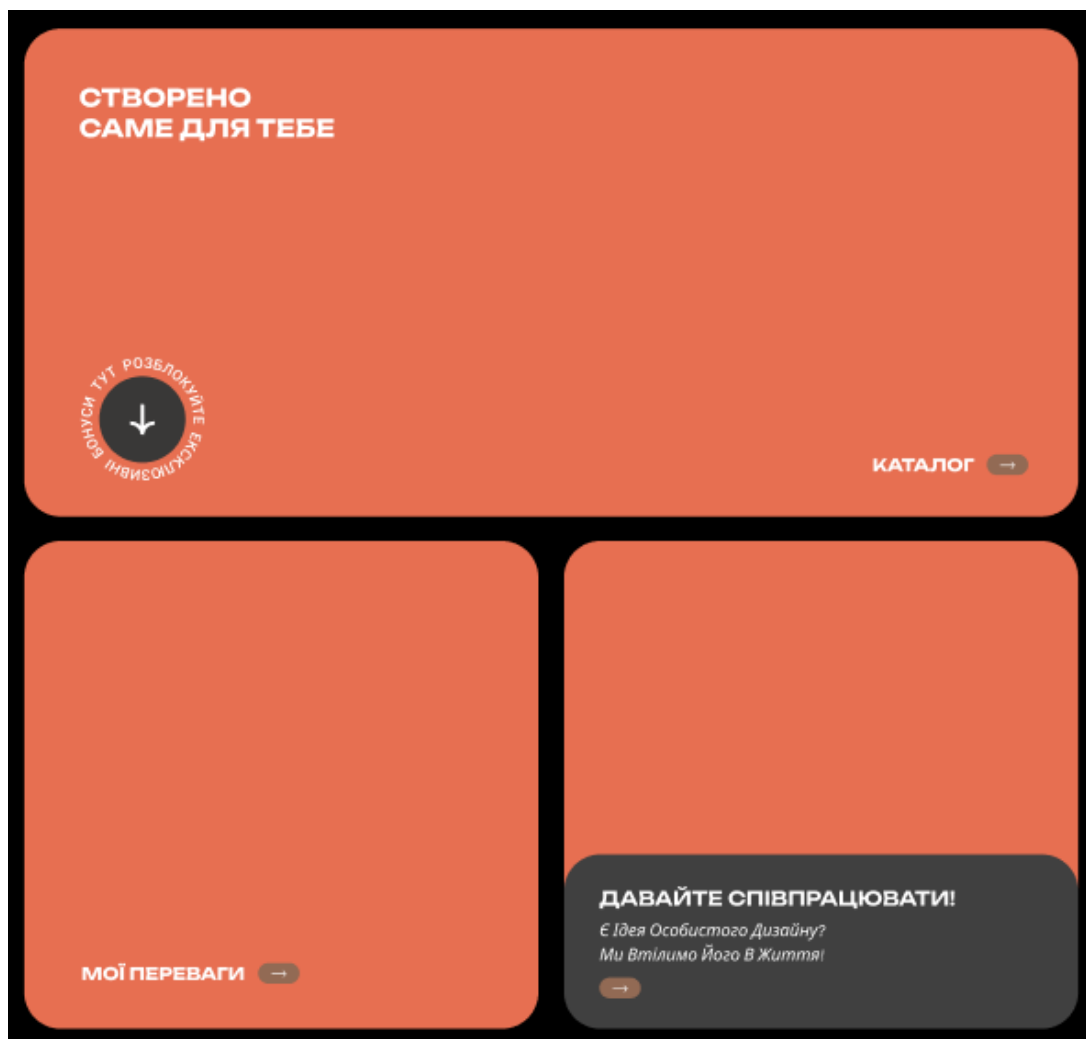 СТВОРЕНО
САМЕ ДЛЯ ТЕБЕ
РОЗБЛОКУЙТЕ ЕКСКЛЮЗИВНІ БОНУСИ ТУТ
КАТАЛОГ
МОЇ ПЕРЕВАГИ
ДАВАЙТЕ СПІВПРАЦЮВАТИ!
Є Ідея Особистого Дизайну?
Ми Втілимо Його В Життя!